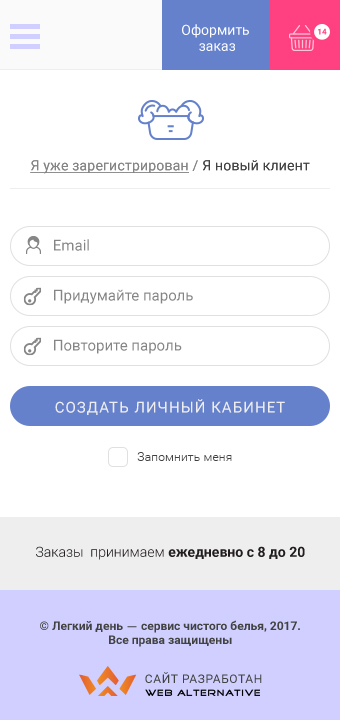 Оформить
заказ
14
Я уже зарегистрирован / Я новый клиент
Email
Придумайте пароль
Повторите пароль
СОЗДАТЬ ЛИЧНЫЙ КАБИНЕТ
Запомнить меня
Заказы принимаем ежедневно с 8 до 20
© Легкий день — сервис чистого белья, 2017.
Все права защищены
САЙТ РАЗРАБОТАН
WEB ALTERNATIVE